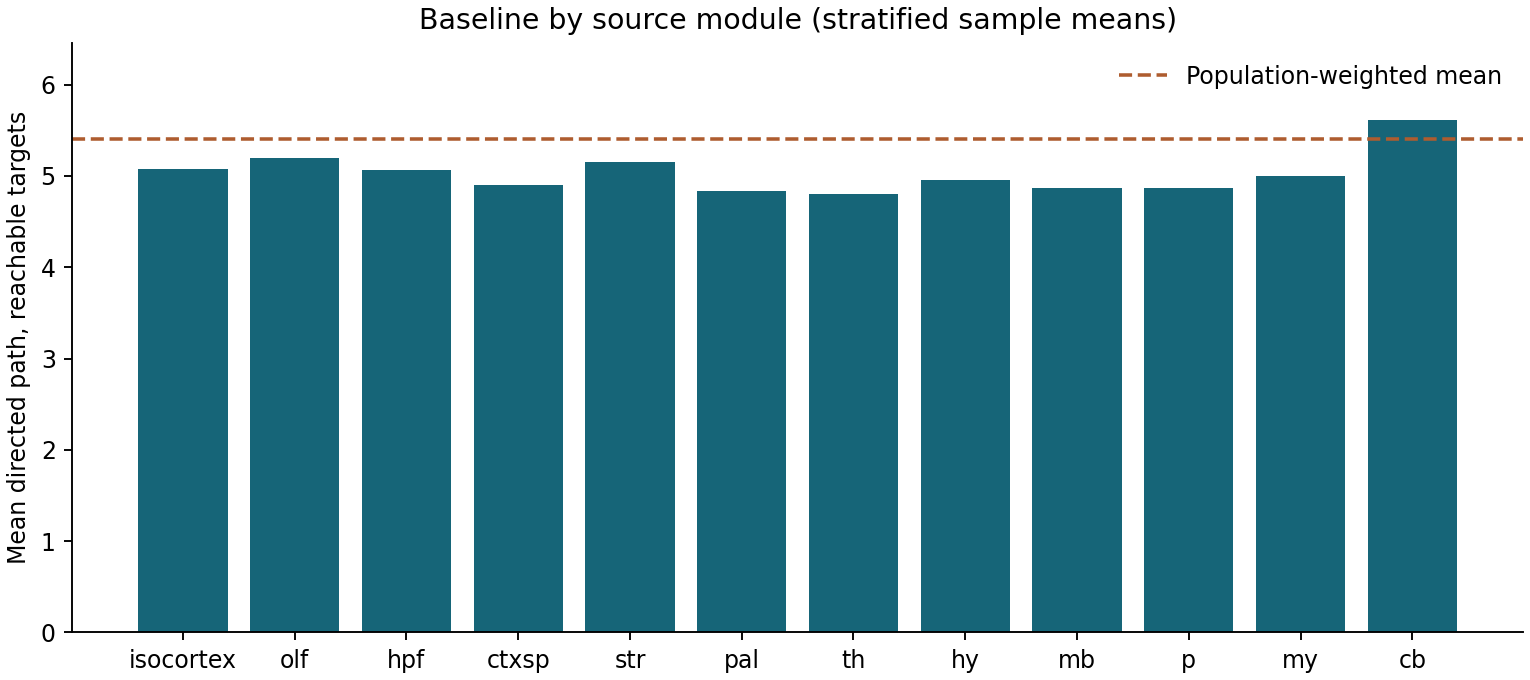 Baseline by source module (stratified sample means)
Population-weighted mean
Mean directed path, reachable targets
6
5
4
3
2
1
0
isocortex olf hpf ctxsp str pal th hy mb p my cb